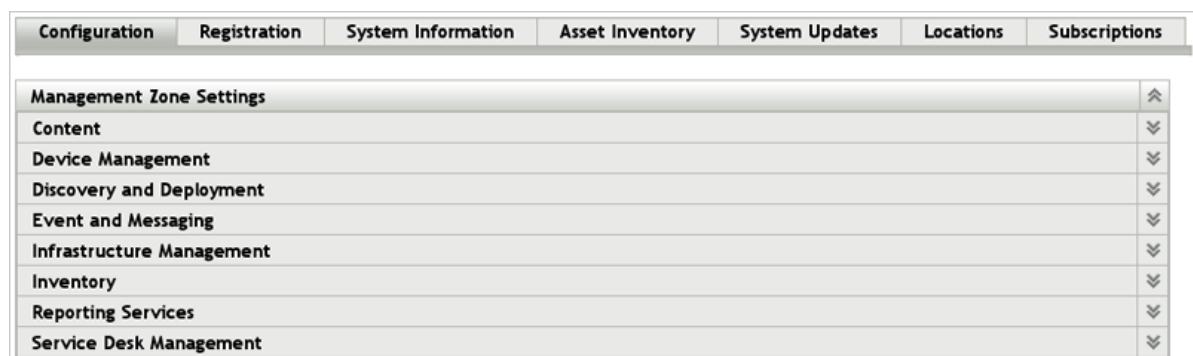 Configuration Registration System Information Asset Inventory System Updates Locations Subscriptions
Management Zone Settings
Content
Device Management
Discovery and Deployment
Event and Messaging
Infrastructure Management
Inventory
Reporting Services
Service Desk Management